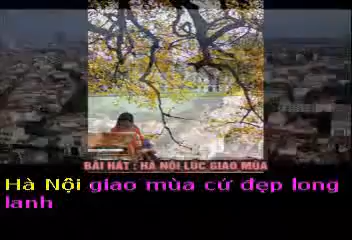 BÀI HÁT : HÀ NỘI LÚC GIAO MÙA
Hà Nội giao mùa cứ đẹp long
lanh